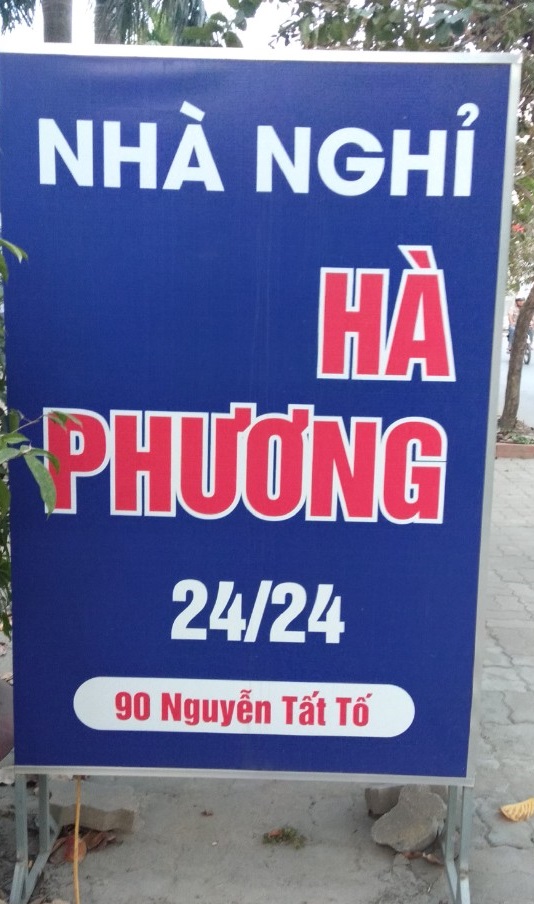 NHÀ NGHỈ
HÀ
PHƯƠNG
24/24
90 Nguyễn Tất Tố